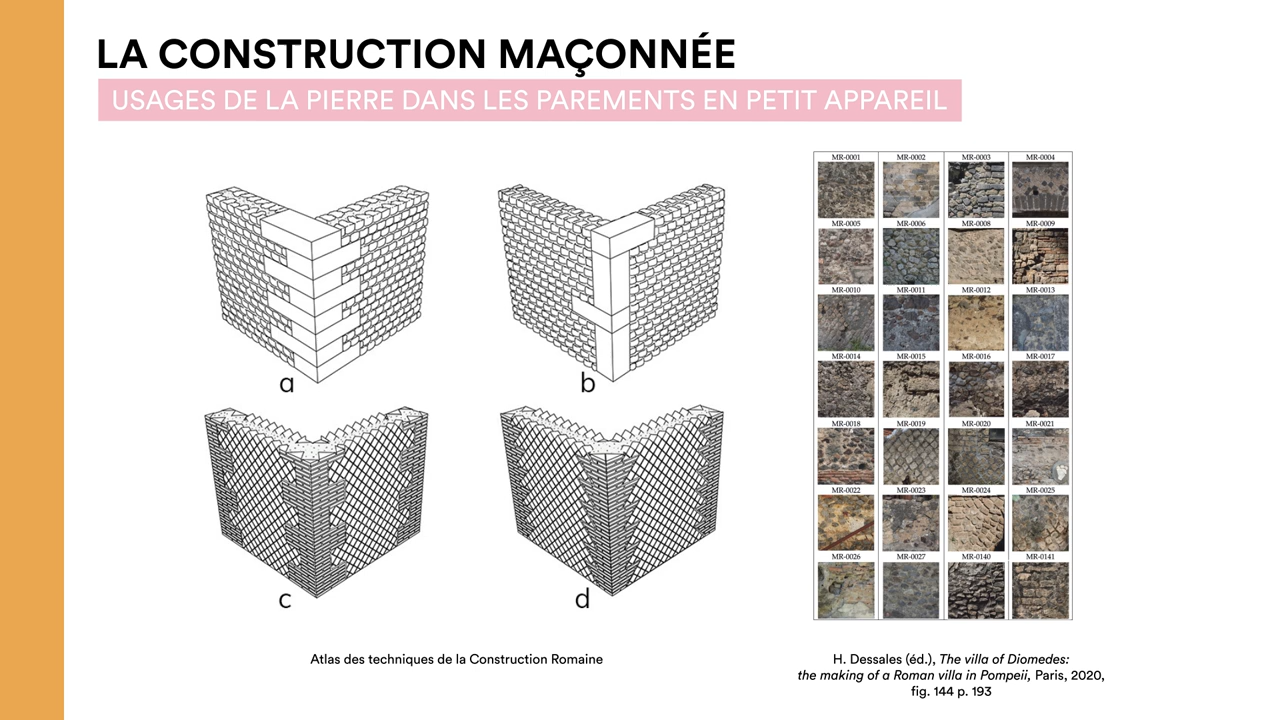 LA CONSTRUCTION MAÇONNÉE
USAGES DE LA PIERRE DANS LES PAREMENTS EN PETIT APPAREIL
a
b
c
d
Atlas des techniques de la Construction Romaine
MR-0001 MR-0002 MR-0003 MR-0004
MR-0005 MR-0006 MR-0008 MR-0009
MR-0010 MR-0011 MR-0012 MR-0013
MR-0014 MR-0015 MR-0016 MR-0017
MR-0018 MR-0019 MR-0020 MR-0021
MR-0022 MR-0023 MR-0024 MR-0025
MR-0026 MR-0027 MR-0140 MR-0141
H. Dessales (éd.), The villa of Diomedes:
the making of a Roman villa in Pompeii, Paris, 2020,
fig. 144 p. 193